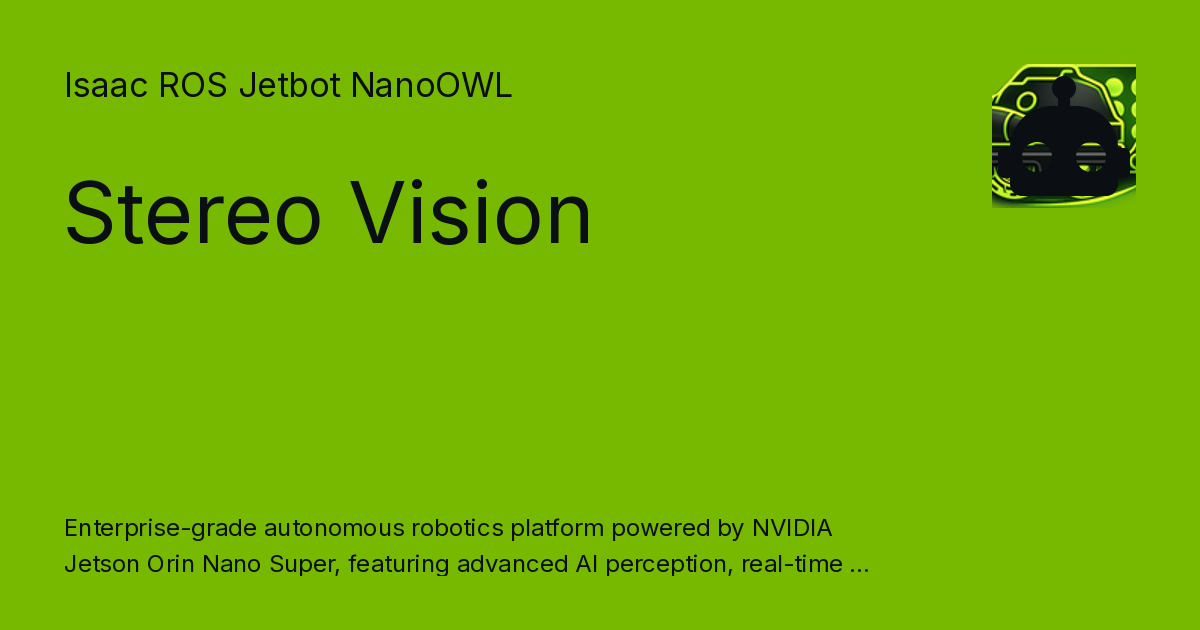 Isaac ROS Jetbot NanoOWL
Stereo Vision
Enterprise-grade autonomous robotics platform powered by NVIDIA
Jetson Orin Nano Super, featuring advanced AI perception, real-time ...